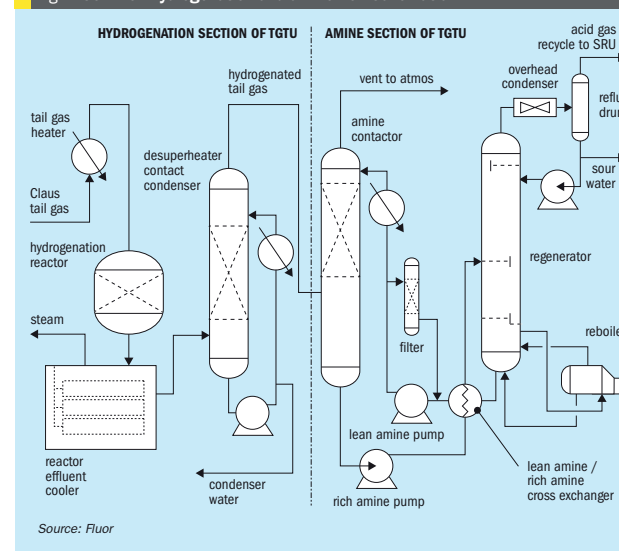 HYDROGENATION SECTION OF TGTU
AMINE SECTION OF TGTU
acid gas
recycle to SRU
hydrogenated
tail gas
vent to atmos
overhead
condenser
tail gas
heater
amine
contactor
desuperheater
contact
condenser
Claus
tail gas
sour
water
hydrogenation
reactor
regenerator
steam
filter
lean amine pump
reactor
effluent
cooler
condenser
water
rich amine pump
lean amine /
rich amine
cross exchanger
Source: Fluor